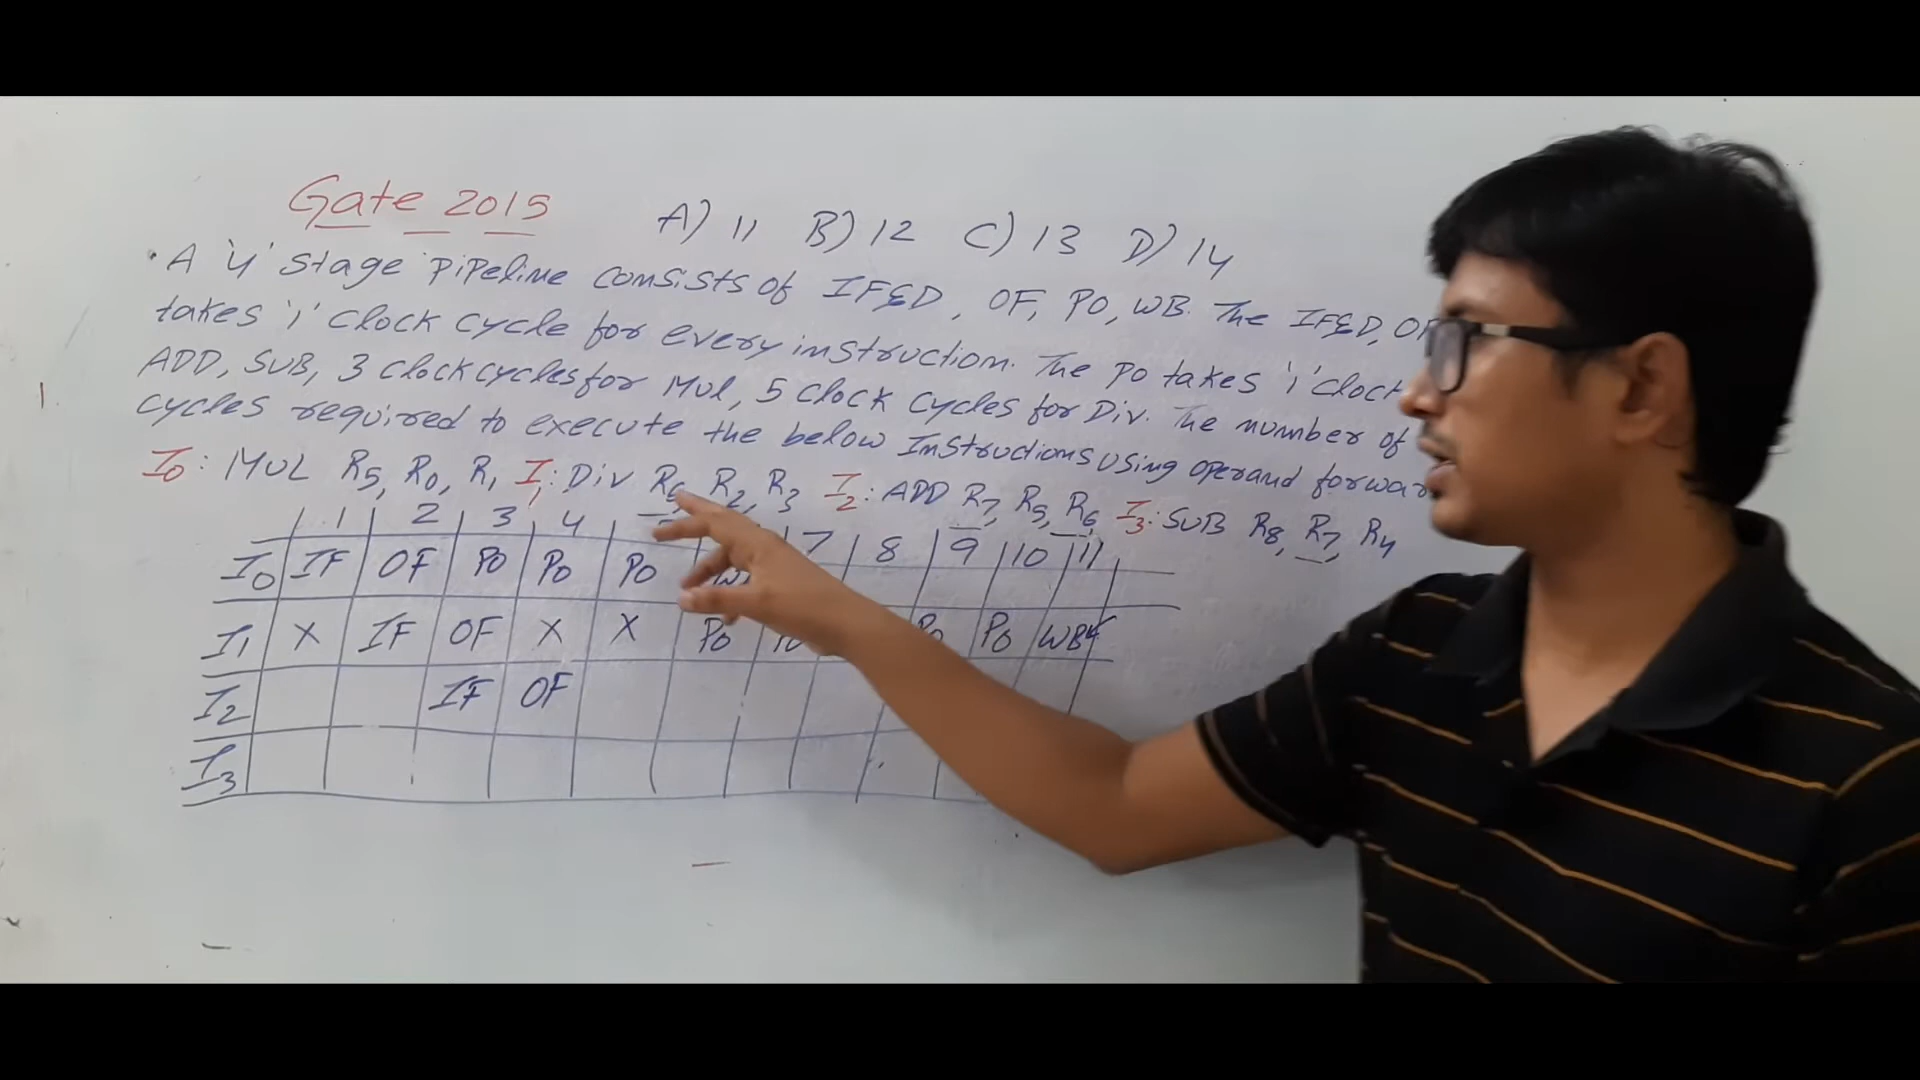 Gate 2015
A) 11 B) 12 C) 13 D) 14
A '4' stage pipeline consists of IF&D, OF, PO, WB. The IF&D, OF
takes '1' clock cycle for every instruction. The PO takes '1' clock
ADD, SUB, 3 clock cycles for MUL, 5 clock cycles for Div. The number of
cycles required to execute the below Instructions using operand forwar
I0: MUL R5, R0, R1 I1: Div R6, R2, R3 I2: ADD R7, R5, R6, I3: SUB R8, R7, R4
1 2 3 4 7 8 9 10 11
I0 IF OF PO PO PO
I1 X IF OF X X PO PO PO WB
I2 IF OF
I3